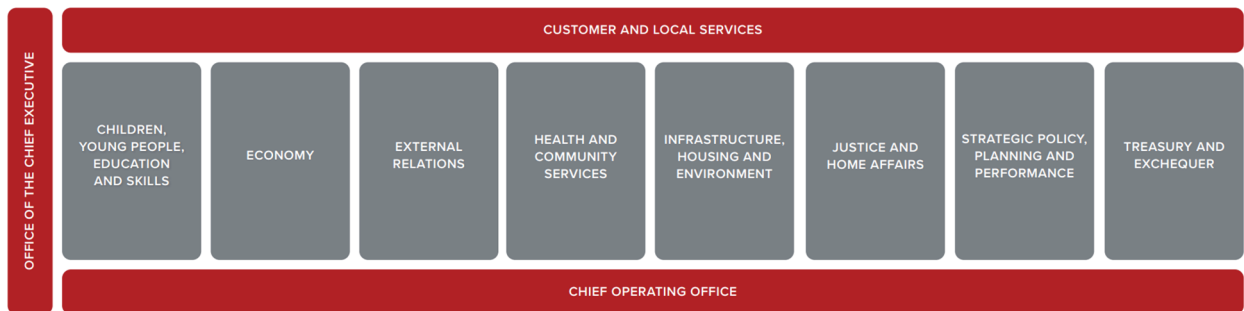 OFFICE OF THE CHIEF EXECUTIVE
CUSTOMER AND LOCAL SERVICES
CHILDREN,
YOUNG PEOPLE,
EDUCATION
AND SKILLS
ECONOMY
EXTERNAL
RELATIONS
HEALTH AND
COMMUNITY
SERVICES
INFRASTRUCTURE,
HOUSING AND
ENVIRONMENT
JUSTICE AND
HOME AFFAIRS
STRATEGIC POLICY,
PLANNING AND
PERFORMANCE
TREASURY AND
EXCHEQUER
CHIEF OPERATING OFFICE